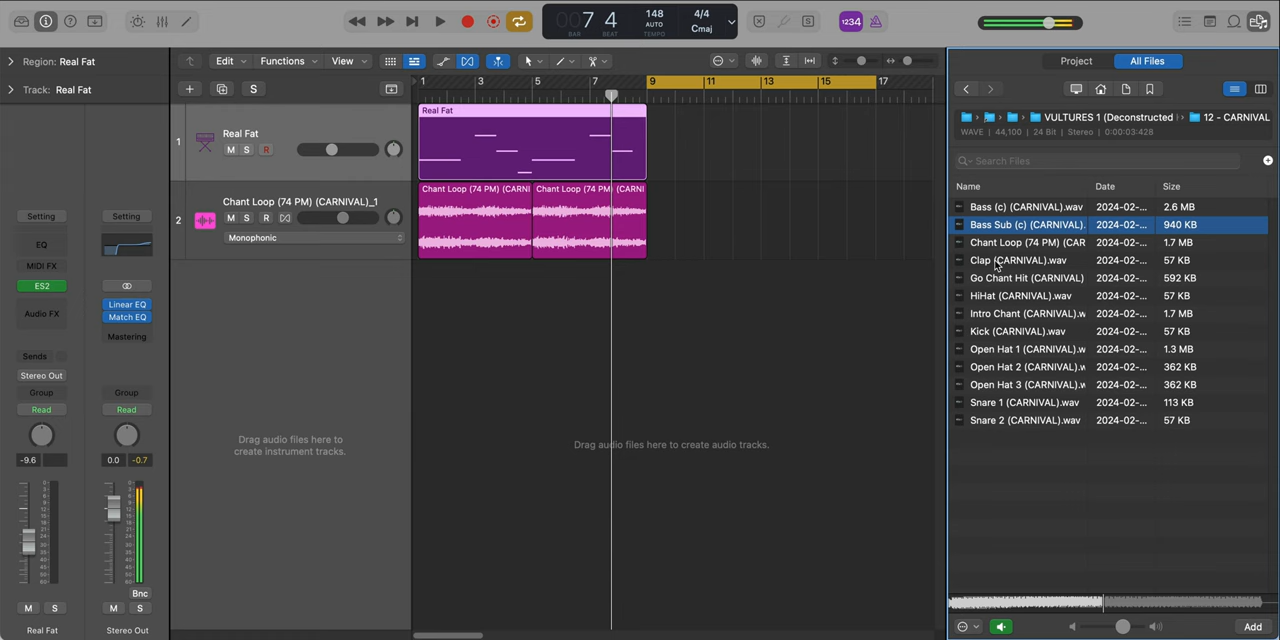 007 4
BAR BEAT
148
AUTO
TEMPO
4/4
Cmaj
1234
Region: Real Fat
Track: Real Fat
Edit Functions View
S
1 3 5 7 9 11 13 15 17
1
Real Fat
M S R
Real Fat
2
Chant Loop (74 PM) (CARNIVAL)_1
M S R
Monophonic
Chant Loop (74 PM) (CARNI
Chant Loop (74 PM) (CARNI
Setting Setting
EQ
MIDI FX
ES2
Linear EQ
Audio FX
Match EQ
Mastering
Sends
Stereo Out
Group Group
Read Read
-9.6 0.0 -0.7
Bnc
M S M S
Real Fat Stereo Out
Drag audio files here to
create instrument tracks.
Drag audio files here to create audio tracks.
Project All Files
VULTURES 1 (Deconstructed 12 - CARNIVAL
WAVE | 44,100 | 24 Bit | Stereo | 0:00:03:428
Search Files
Name Date Size
Bass (c) (CARNIVAL).wav 2024-02-... 2.6 MB
Bass Sub (c) (CARNIVAL). 2024-02-... 940 KB
Chant Loop (74 PM) (CAR 2024-02-... 1.7 MB
Clap (CARNIVAL).wav 2024-02-... 57 KB
Go Chant Hit (CARNIVAL) 2024-02-... 592 KB
HiHat (CARNIVAL).wav 2024-02-... 57 KB
Intro Chant (CARNIVAL).w 2024-02-... 1.7 MB
Kick (CARNIVAL).wav 2024-02-... 57 KB
Open Hat 1 (CARNIVAL).w 2024-02-... 1.3 MB
Open Hat 2 (CARNIVAL).w 2024-02-... 362 KB
Open Hat 3 (CARNIVAL).w 2024-02-... 362 KB
Snare 1 (CARNIVAL).wav 2024-02-... 113 KB
Snare 2 (CARNIVAL).wav 2024-02-... 57 KB
Add